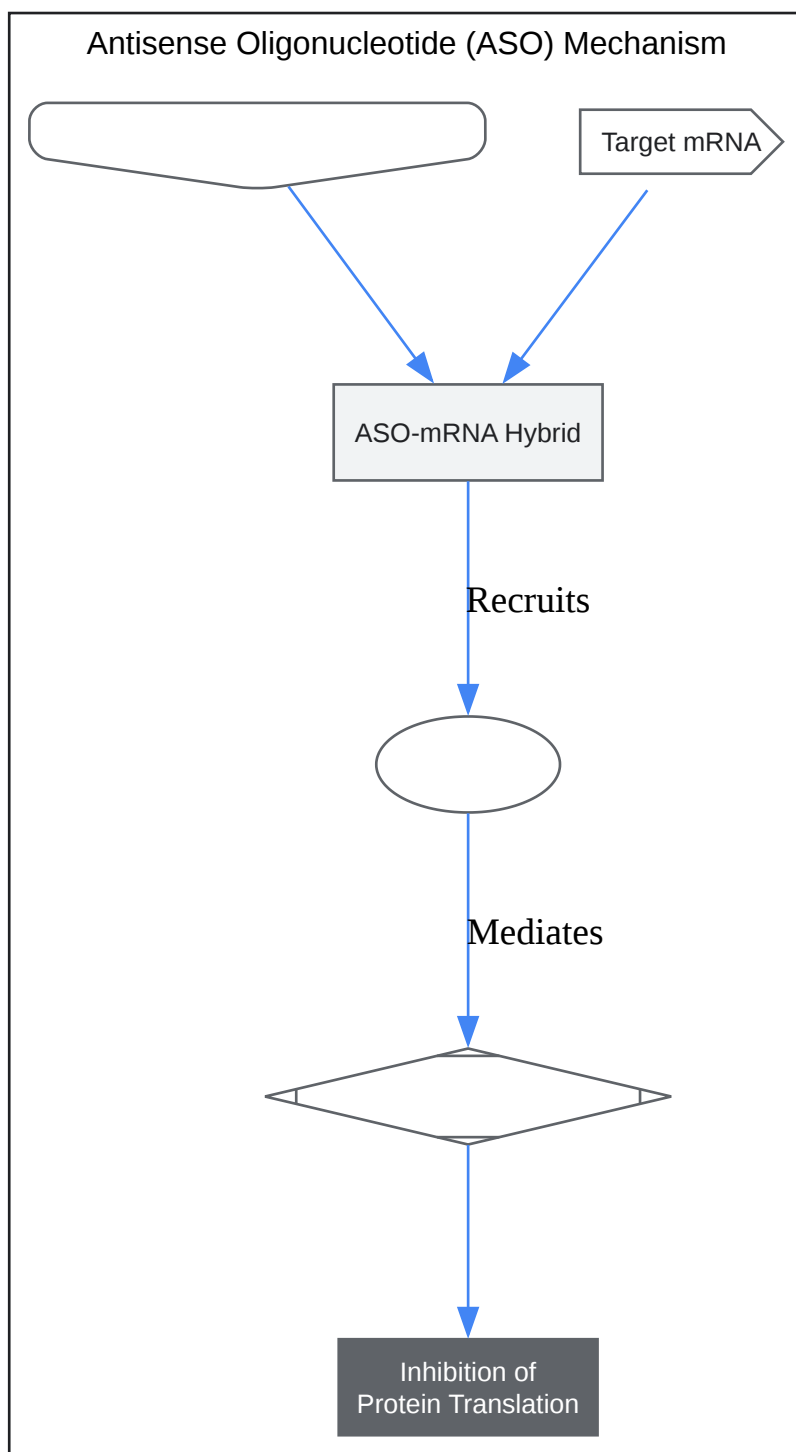 Antisense Oligonucleotide (ASO) Mechanism
Target mRNA
ASO-mRNA Hybrid
Recruits
Mediates
Inhibition of
Protein Translation